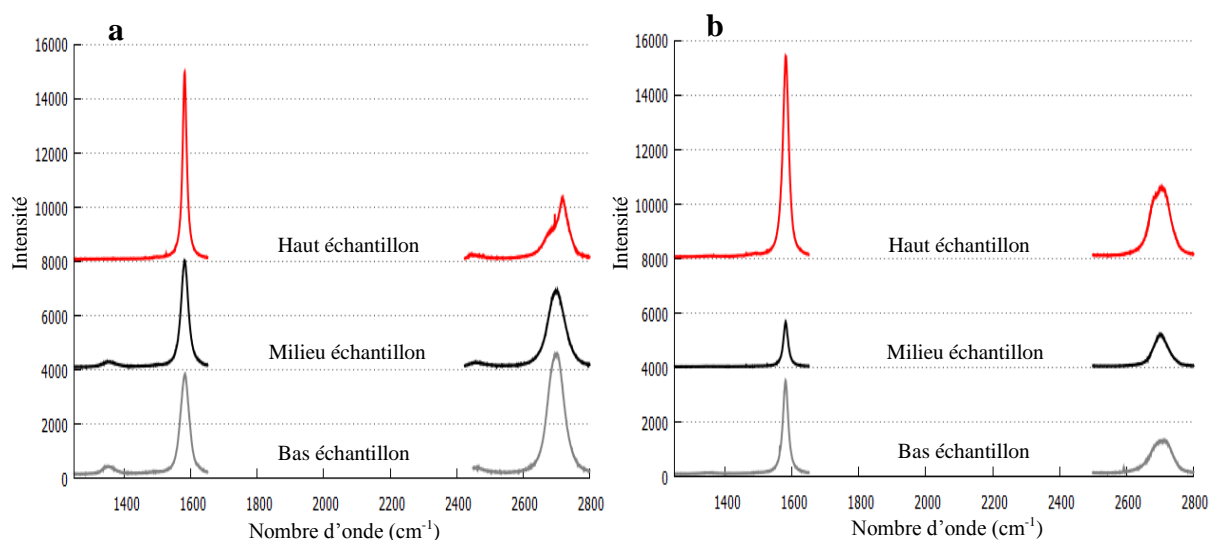 a
Intensité
16000
14000
12000
10000
8000
6000
4000
2000
0
Haut échantillon
Milieu échantillon
Bas échantillon
1400 1600 1800 2000 2200 2400 2600 2800
Nombre d’onde (cm⁻¹)
b
Intensité
16000
14000
12000
10000
8000
6000
4000
2000
0
Haut échantillon
Milieu échantillon
Bas échantillon
1400 1600 1800 2000 2200 2400 2600 2800
Nombre d’onde (cm⁻¹)